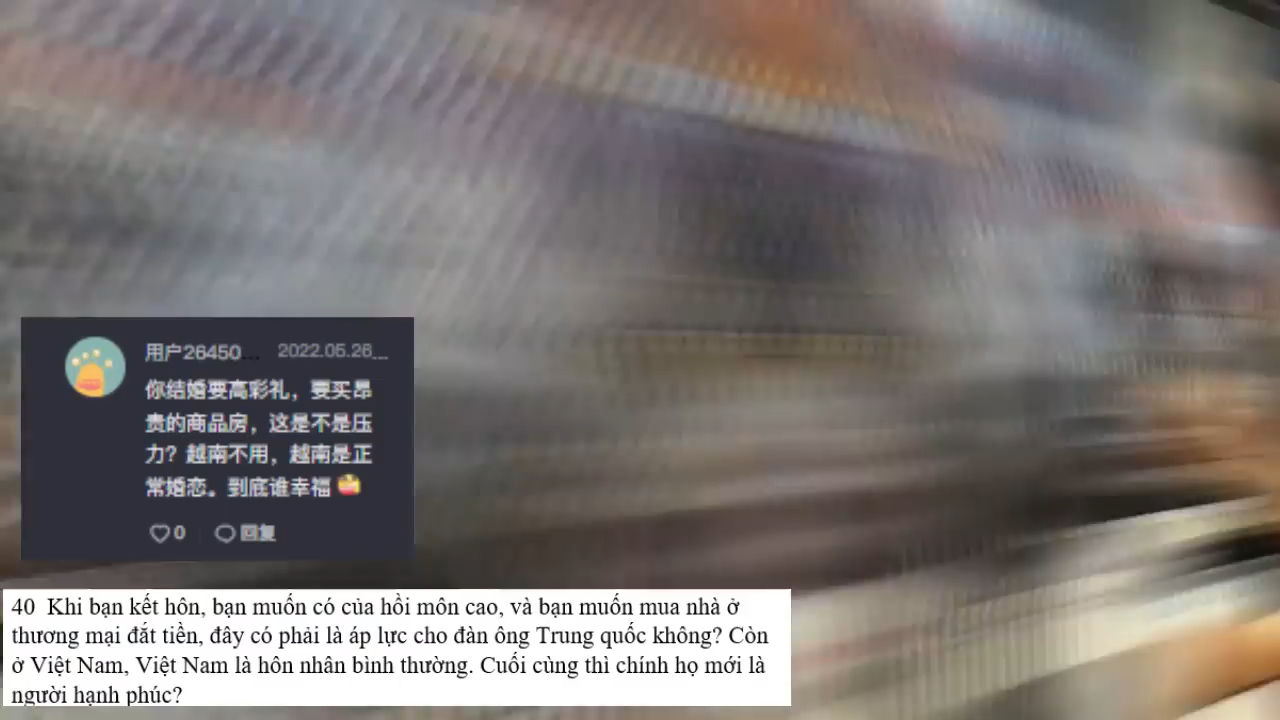 用户26450... 2022.05.26...
你结婚要高彩礼，要买昂
贵的商品房，这是不是压
力？越南不用，越南是正
常婚恋。到底谁幸福
0 回复
40 Khi bạn kết hôn, bạn muốn có của hồi môn cao, và bạn muốn mua nhà ở
thương mại đắt tiền, đây có phải là áp lực cho đàn ông Trung quốc không? Còn
ở Việt Nam, Việt Nam là hôn nhân bình thường. Cuối cùng thì chính họ mới là
người hạnh phúc?